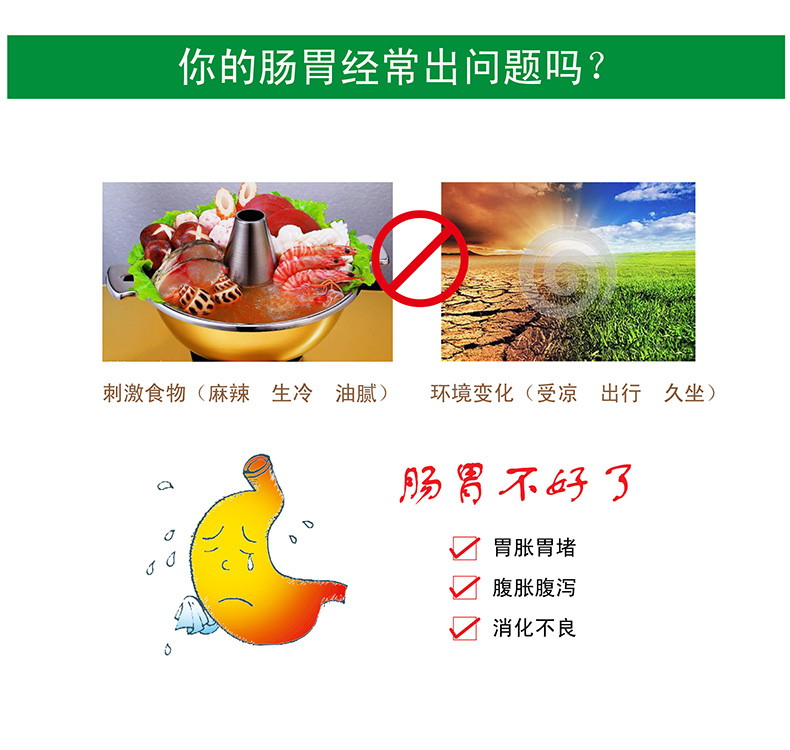 你的肠胃经常出问题吗？
刺激食物（麻辣　生冷　油腻）
环境变化（受凉　出行　久坐）
肠胃不好了
胃胀胃堵
腹胀腹泻
消化不良